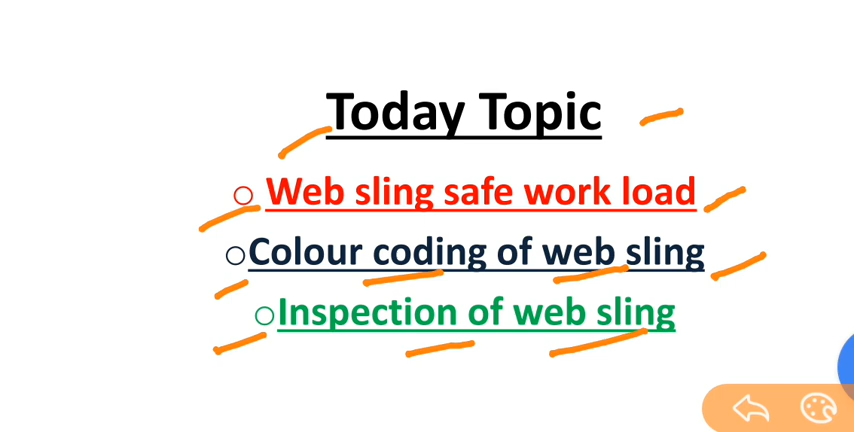 Today Topic
Web sling safe work load
Colour coding of web sling
Inspection of web sling